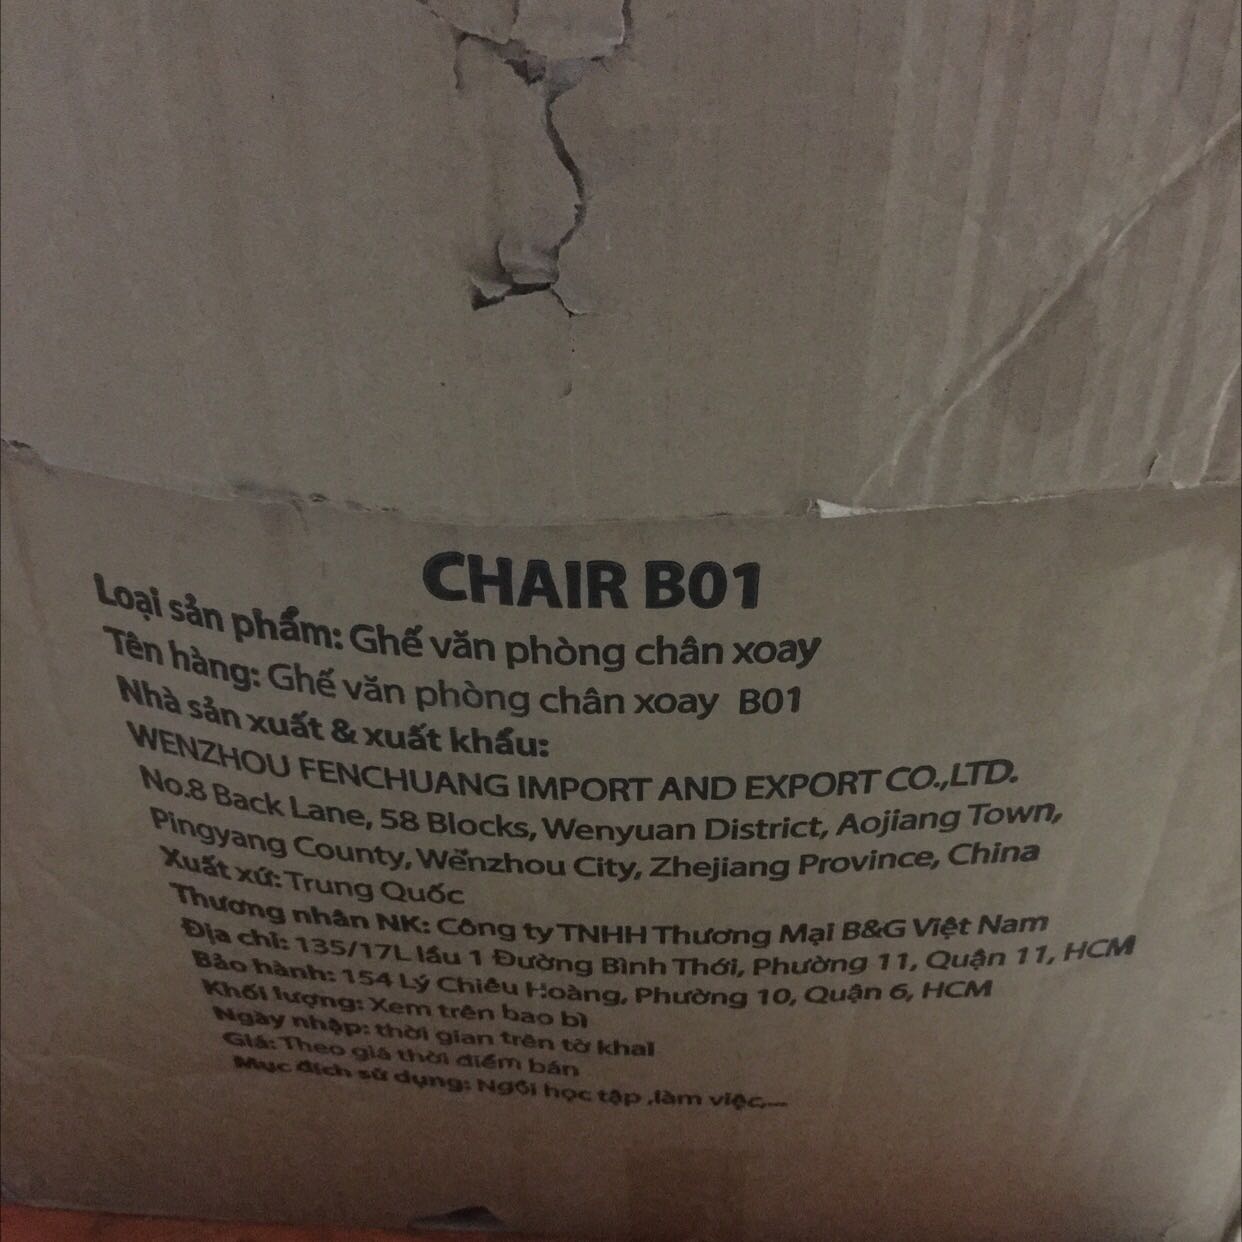 CHAIR B01
Loại sản phẩm: Ghế văn phòng chân xoay
Tên hàng: Ghế văn phòng chân xoay B01
Nhà sản xuất & xuất khẩu:
WENZHOU FENCHUANG IMPORT AND EXPORT CO.,LTD.
No.8 Back Lane, 58 Blocks, Wenyuan District, Aojiang Town,
Pingyang County, Wenzhou City, Zhejiang Province, China
Xuất xứ: Trung Quốc
Thương nhân NK: Công ty TNHH Thương Mại B&G Việt Nam
Địa chỉ: 135/17L lầu 1 Đường Bình Thới, Phường 11, Quận 11, HCM
Bảo hành: 154 Lý Chiêu Hoàng, Phường 10, Quận 6, HCM
Khối lượng: Xem trên bao bì
Ngày nhập: thời gian trên tờ khai
Giá: Theo giá thời điểm bán
Mục đích sử dụng: Ngồi học tập ,làm việc,...